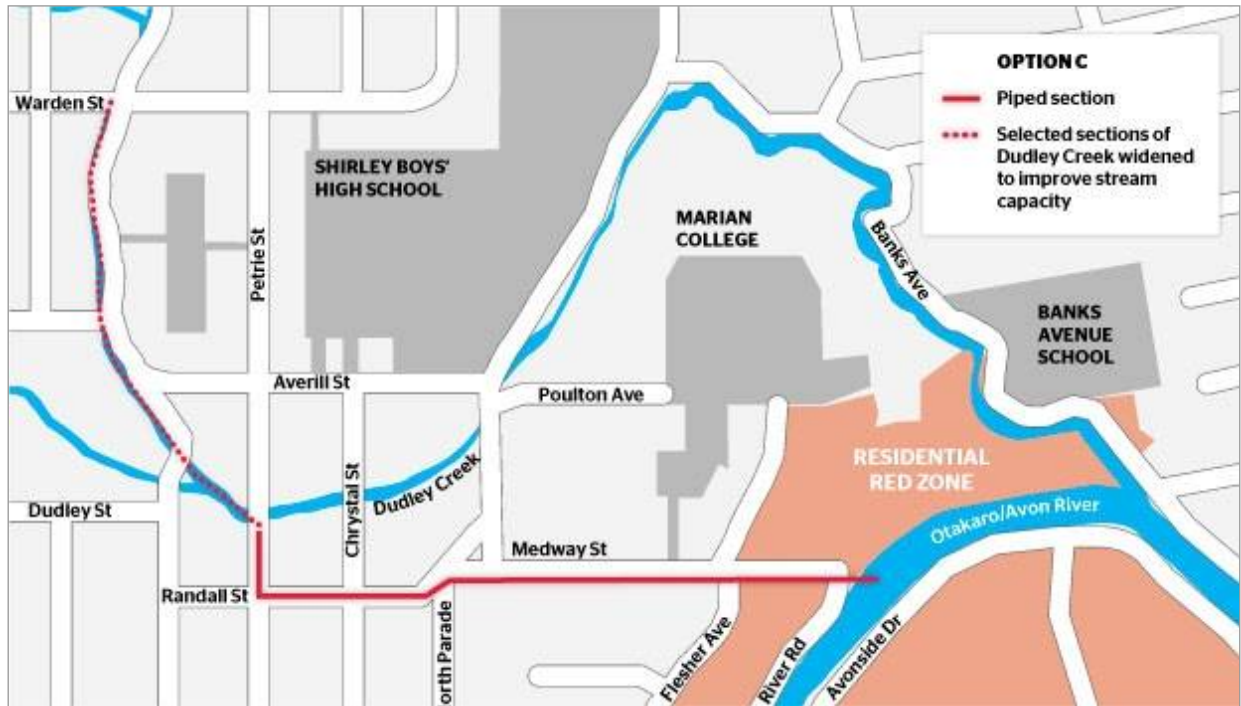 OPTION C
Piped section
Selected sections of
Dudley Creek widened
to improve stream
capacity
Warden St
SHIRLEY BOYS'
HIGH SCHOOL
Petrie St
MARIAN
COLLEGE
Banks Ave
BANKS
AVENUE
SCHOOL
Averill St
Poulton Ave
Dudley Creek
Chrystal St
RESIDENTIAL
RED ZONE
Dudley St
Otakaro/Avon River
Medway St
Randall St
orth Parade
Flesher Ave
River Rd
Avonside Dr